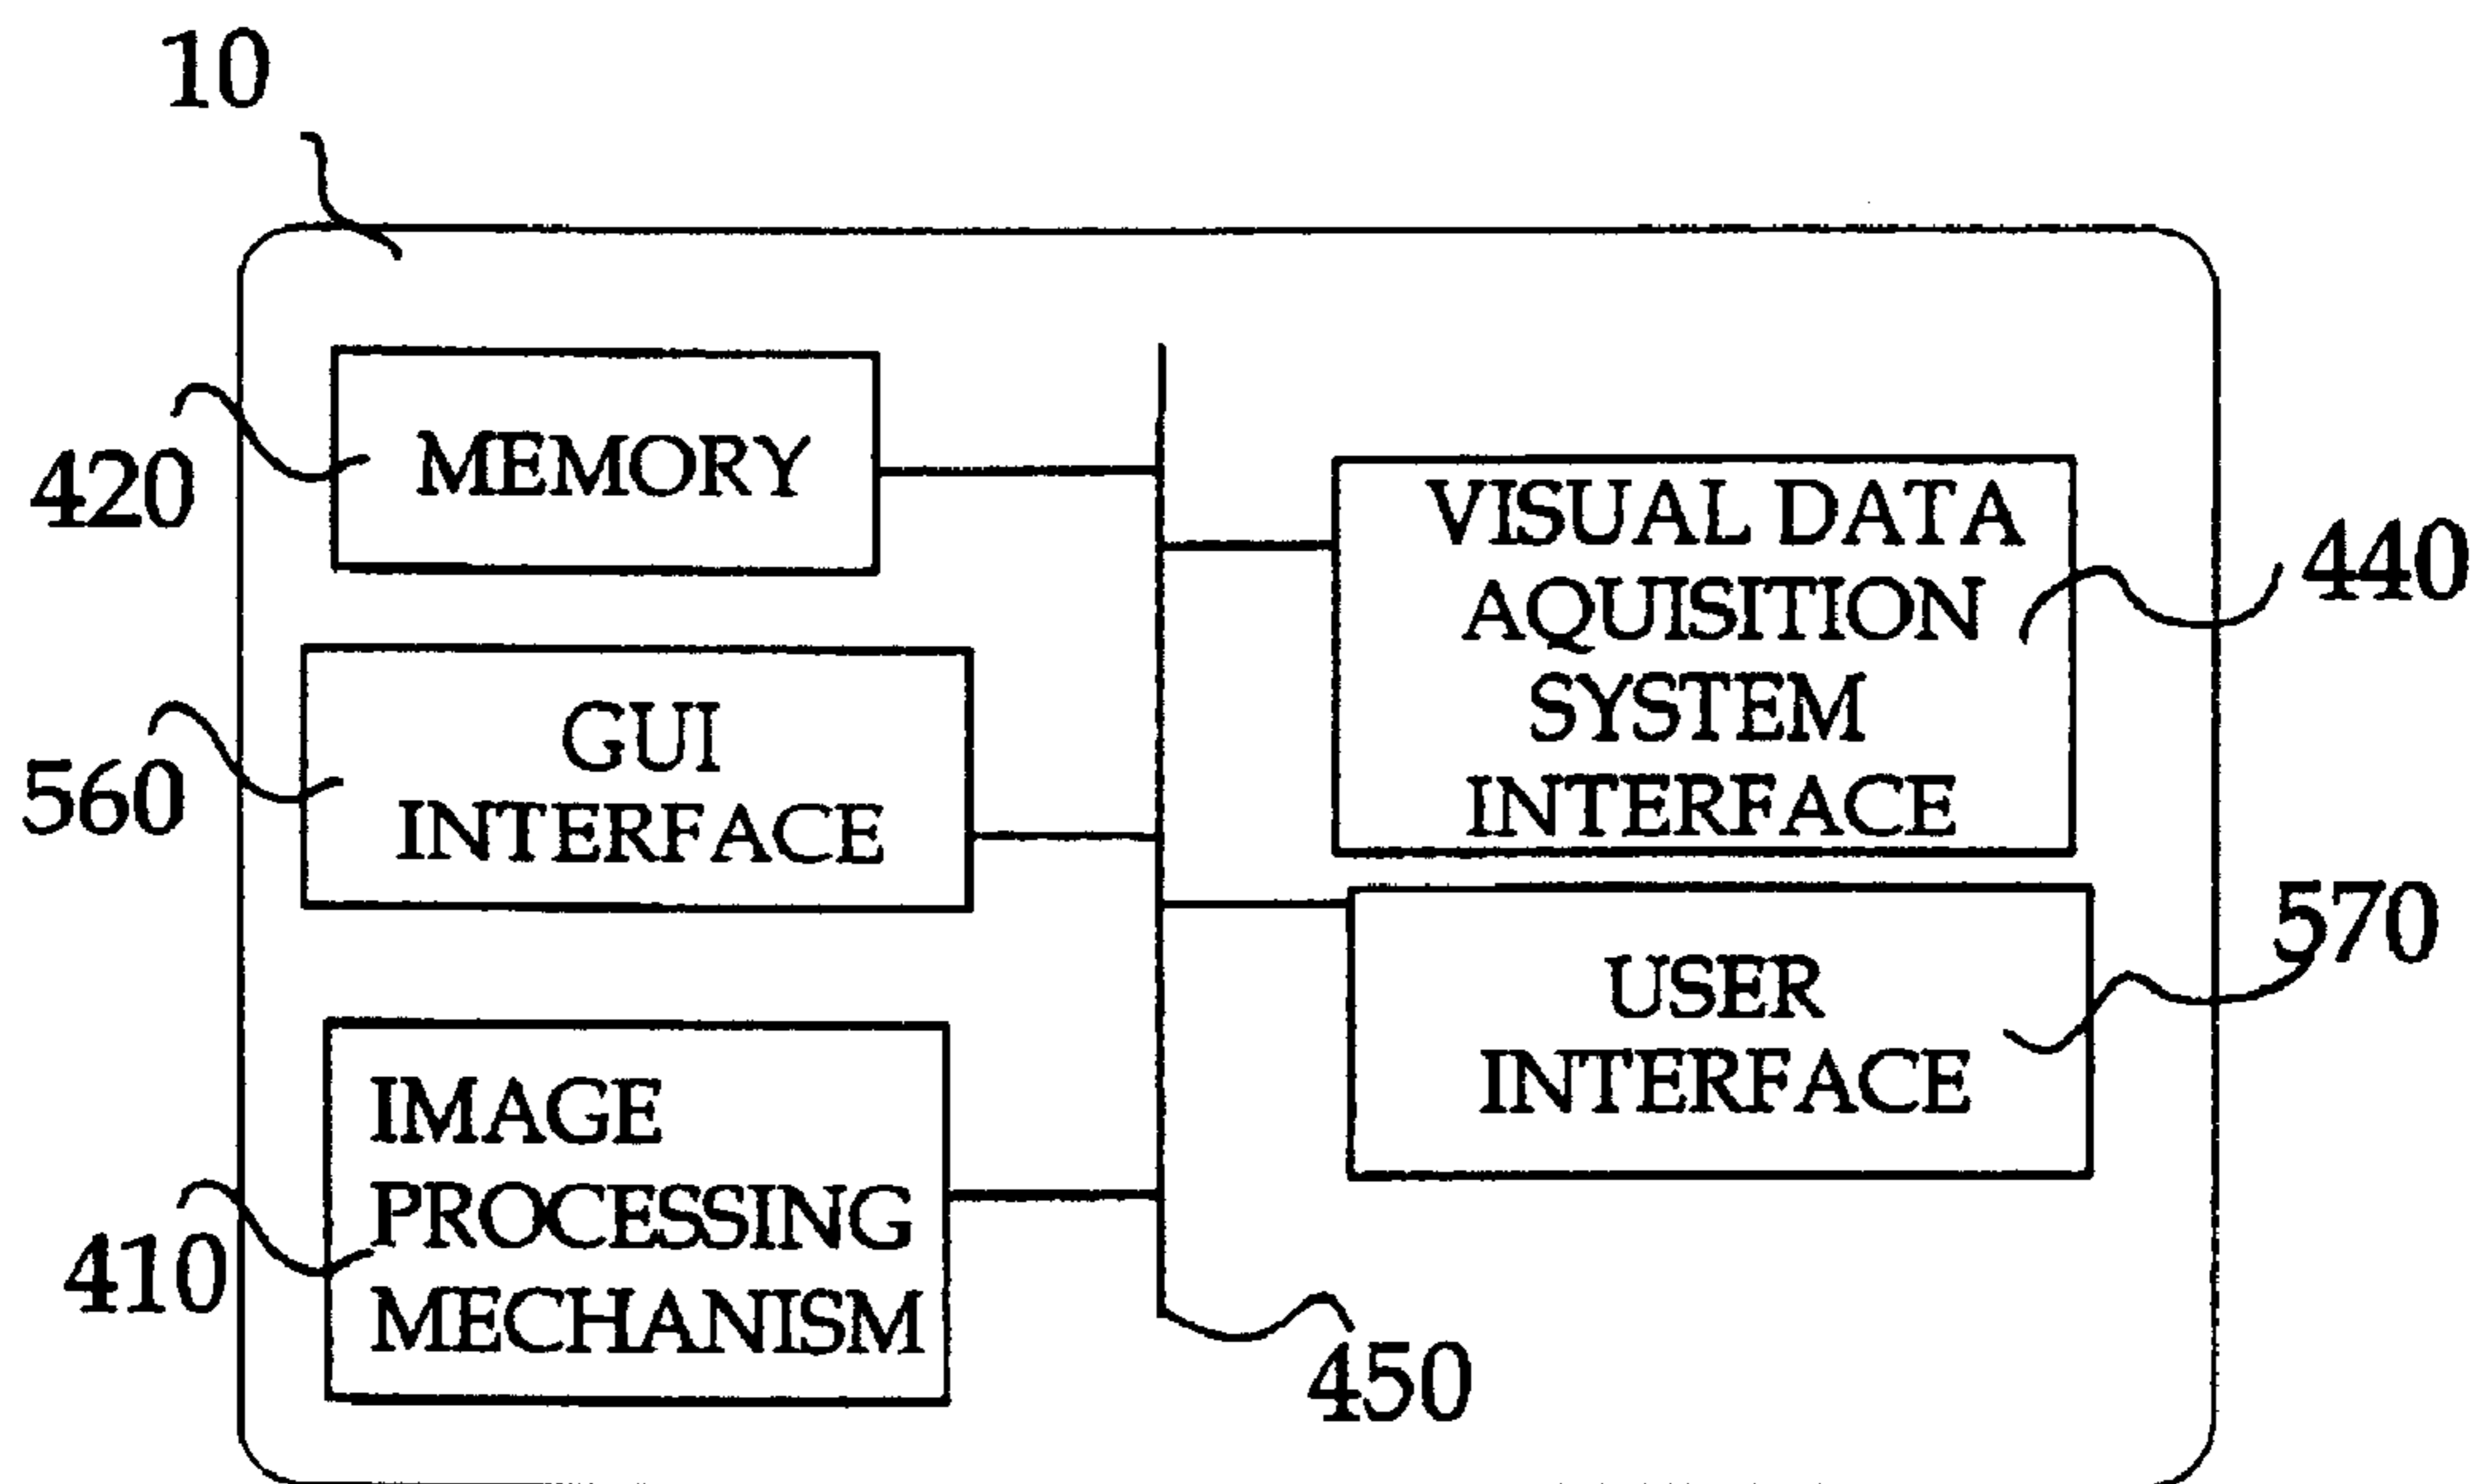 10
MEMORY
420
VISUAL DATA
AQUISITION
SYSTEM
INTERFACE
440
GUI
INTERFACE
560
USER
INTERFACE
570
IMAGE
PROCESSING
MECHANISM
410
450